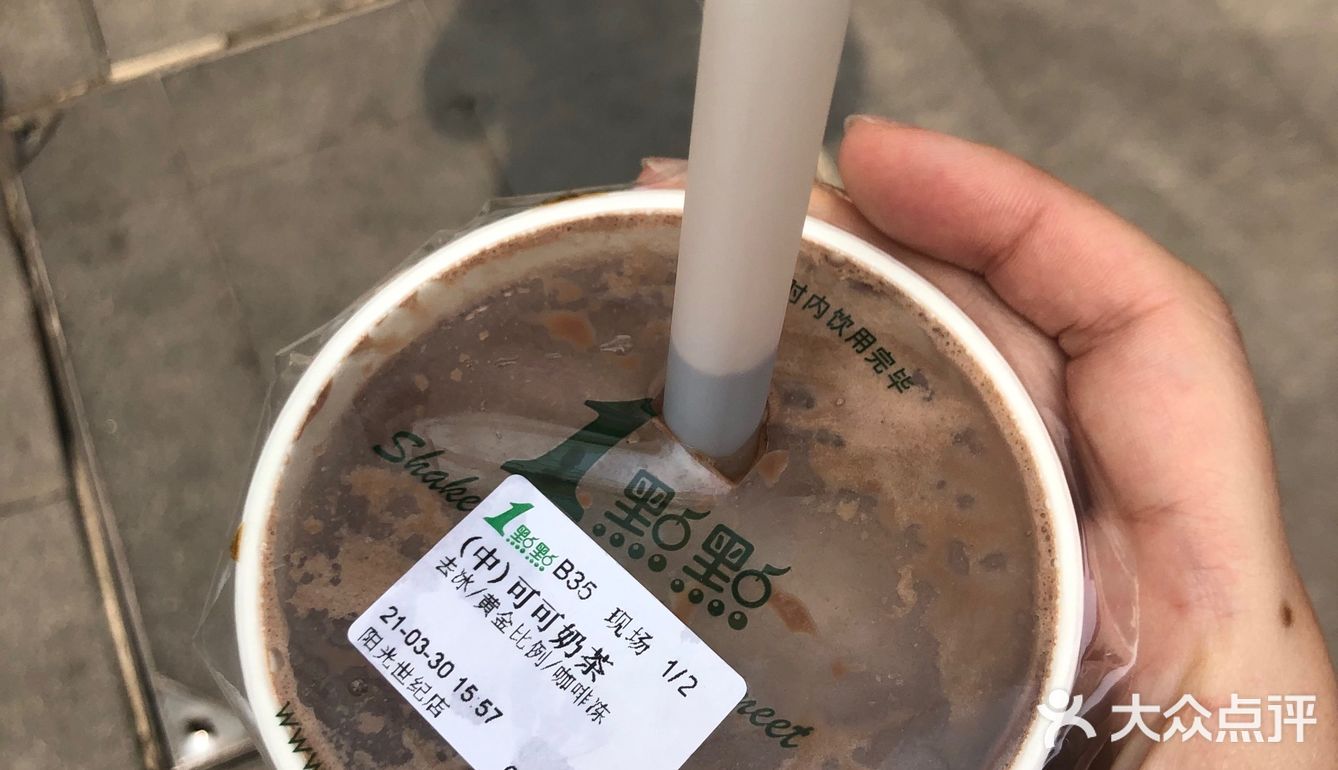 时内饮用完毕
Shake
1點點
1點點 B35 现场 1/2
(中)可可奶茶
去冰/黄金比例/咖啡冻
21-03-30 15:57
阳光世纪店
www
大众点评